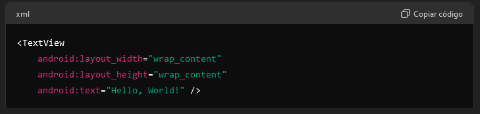 xml
Copiar código
<TextView
    android:layout_width="wrap_content"
    android:layout_height="wrap_content"
    android:text="Hello, World!" />